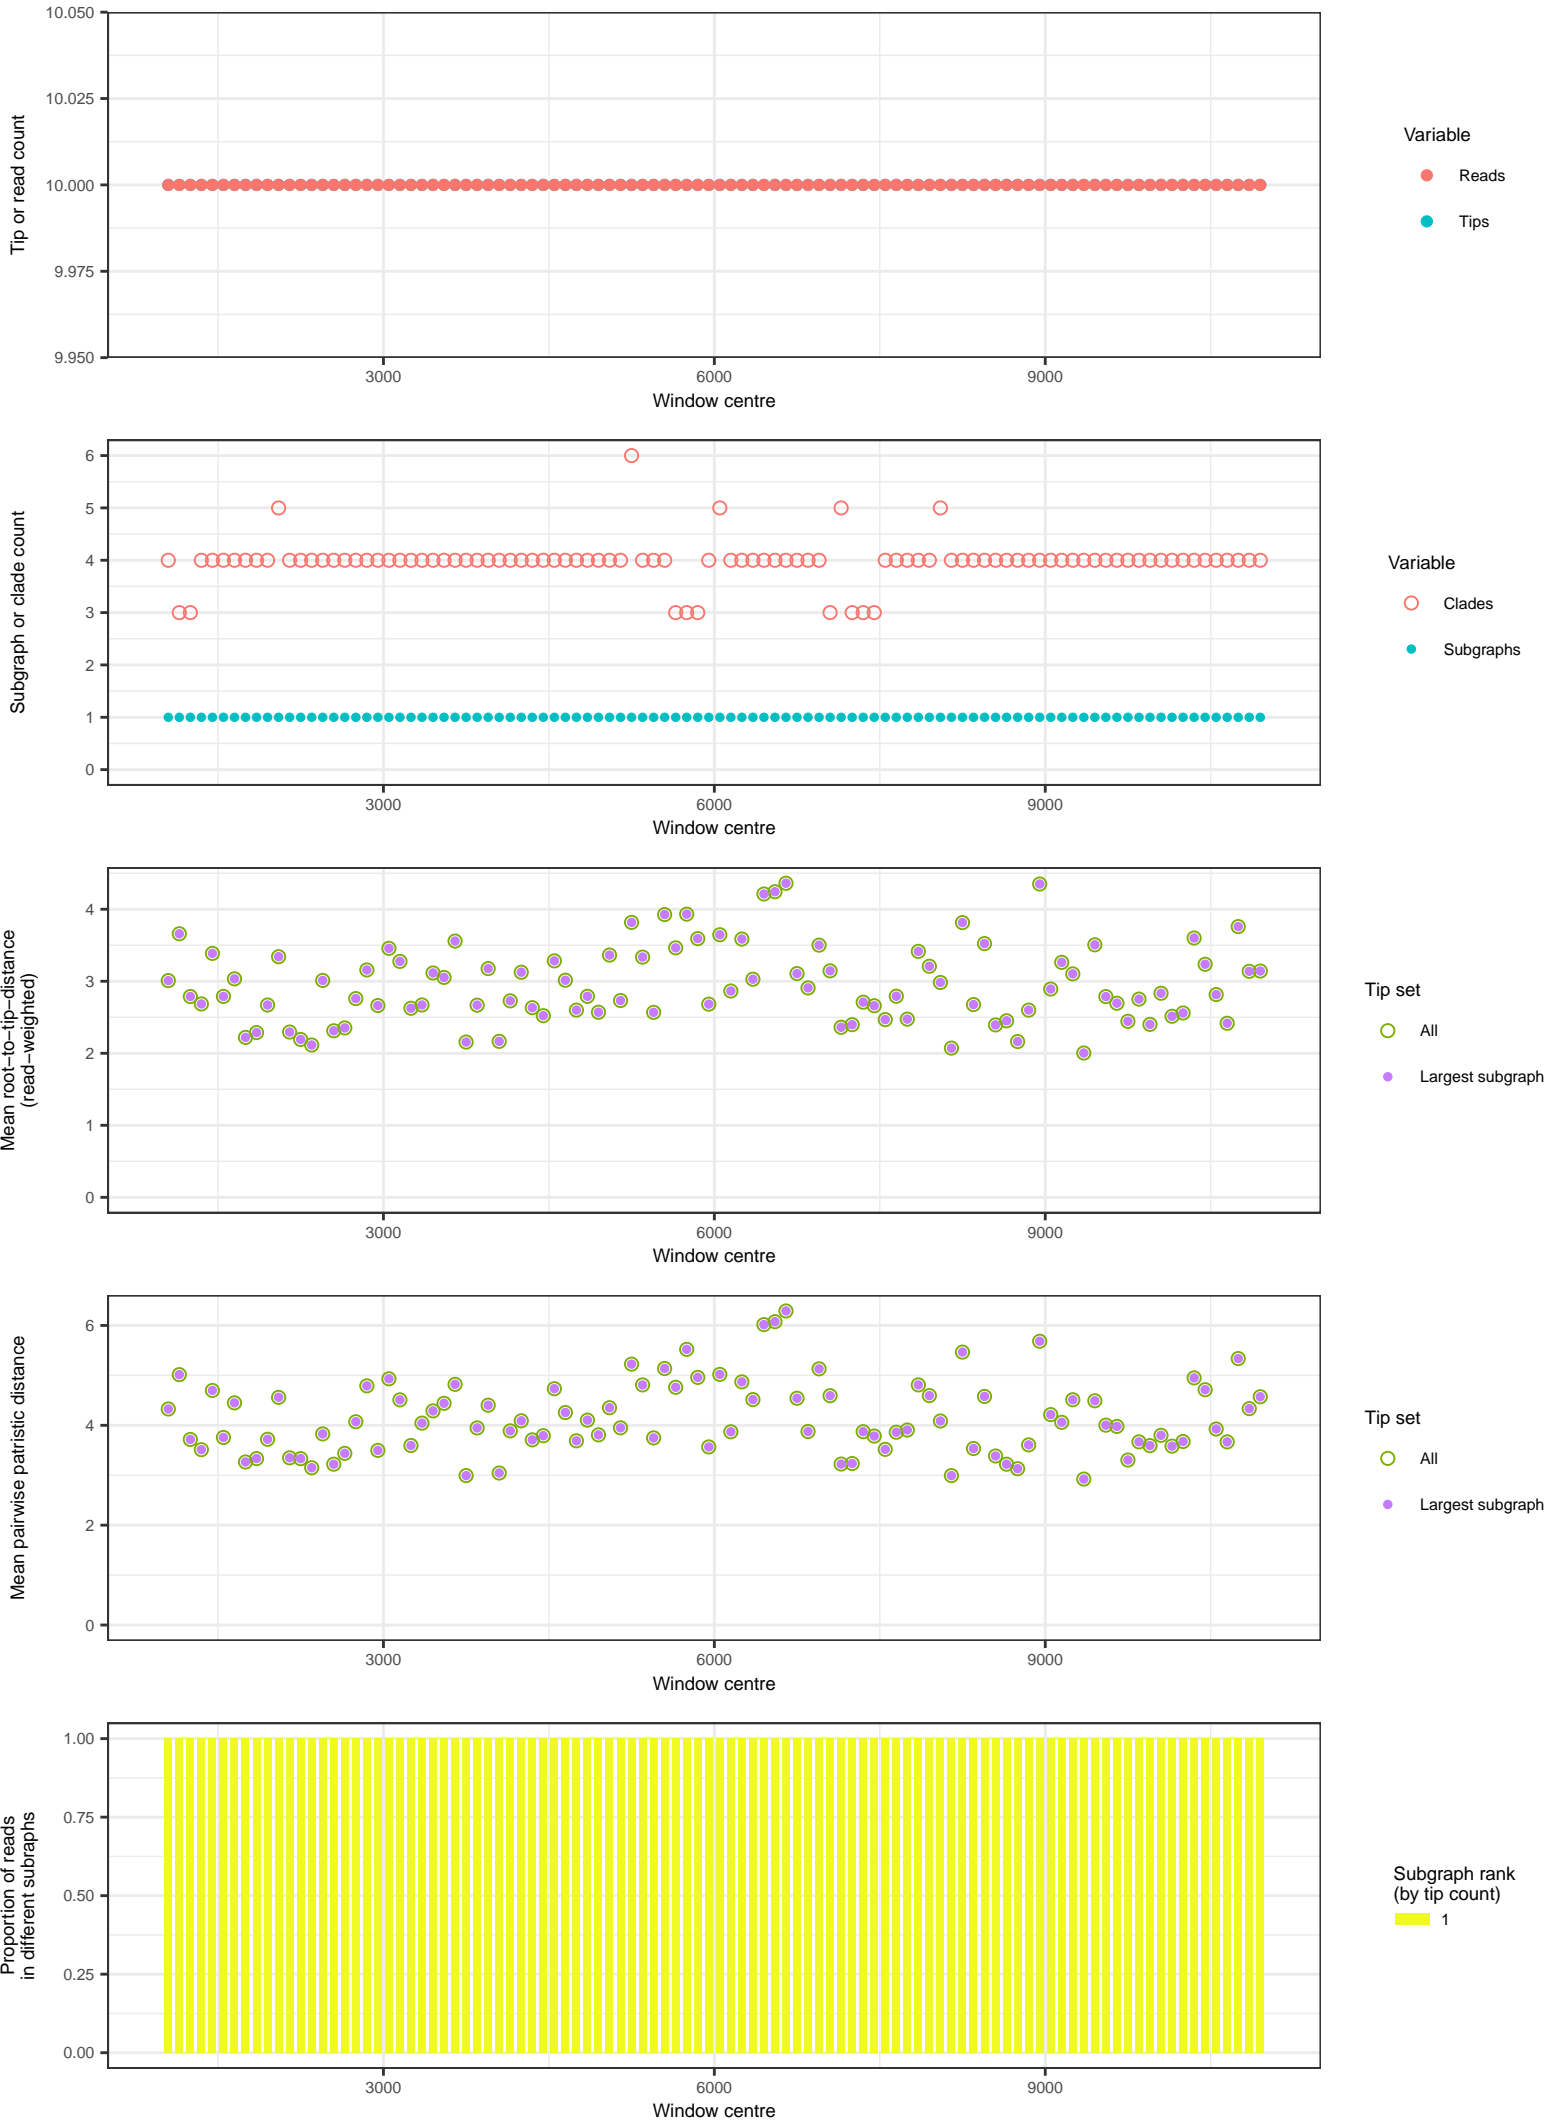 10.050
10.025
10.000
9.975
9.950
Tip or read count
3000 6000 9000
Window centre
Variable
Reads
Tips
6
5
4
3
2
1
0
Subgraph or clade count
3000 6000 9000
Window centre
Variable
Clades
Subgraphs
4
3
2
1
0
Mean root−to−tip−distance
(read−weighted)
3000 6000 9000
Window centre
Tip set
All
Largest subgraph
6
4
2
0
Mean pairwise patristic distance
3000 6000 9000
Window centre
Tip set
All
Largest subgraph
1.00
0.75
0.50
0.25
0.00
Proportion of reads
in different subraphs
3000 6000 9000
Window centre
Subgraph rank
(by tip count)
1